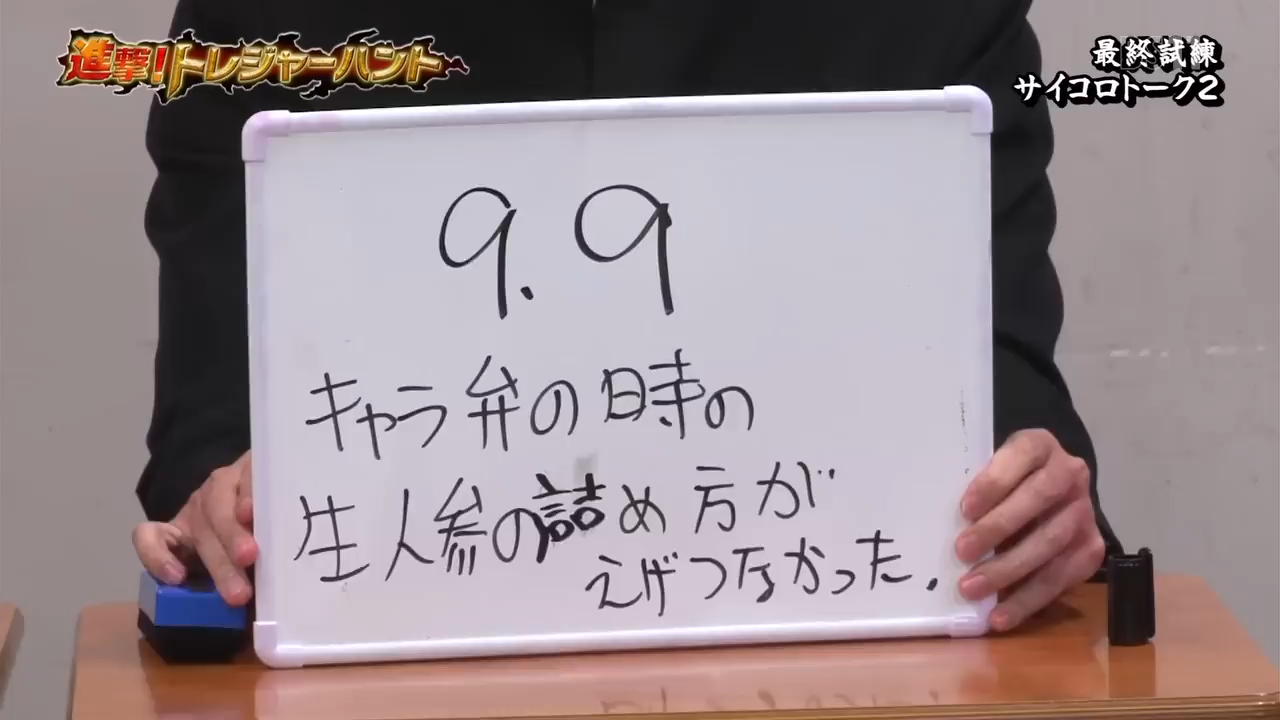 進撃!トレジャーハント
最終試練
サイコロトーク2
9.9
キャラ弁の時の
生人参の詰め方が
えげつなかった.